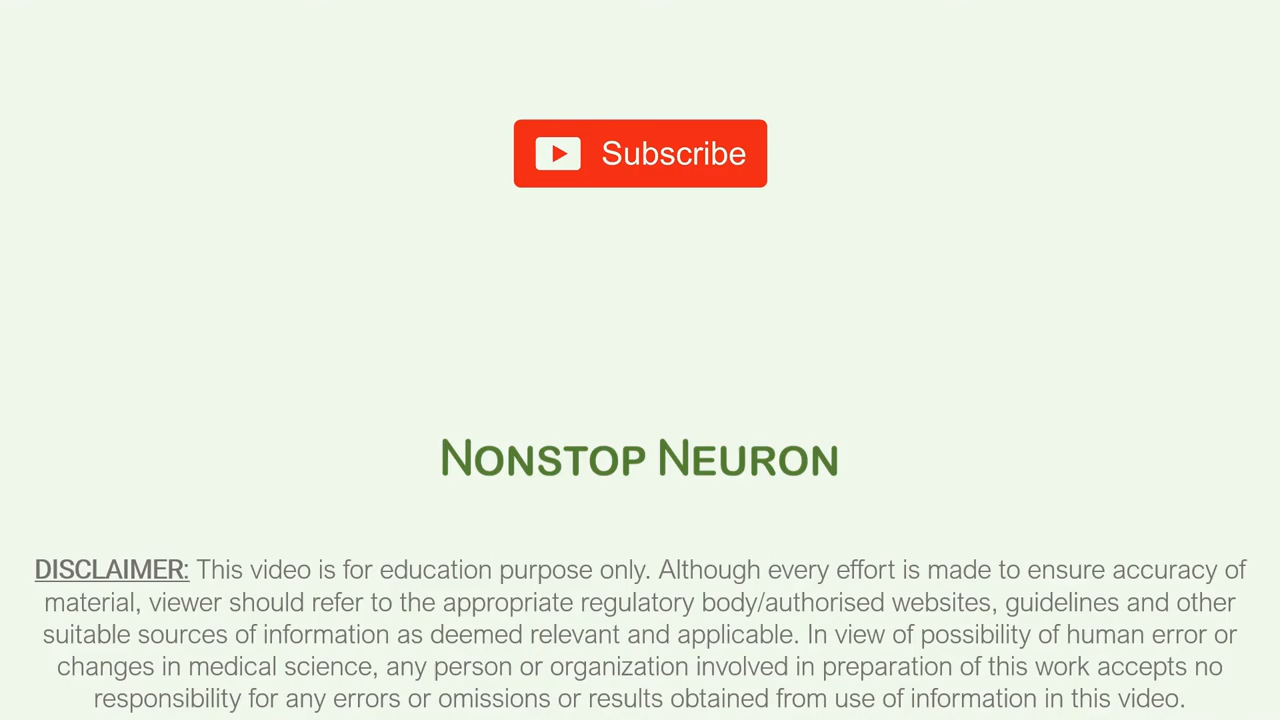 Subscribe
Nonstop Neuron
DISCLAIMER: This video is for education purpose only. Although every effort is made to ensure accuracy of
material, viewer should refer to the appropriate regulatory body/authorised websites, guidelines and other
suitable sources of information as deemed relevant and applicable. In view of possibility of human error or
changes in medical science, any person or organization involved in preparation of this work accepts no
responsibility for any errors or omissions or results obtained from use of information in this video.